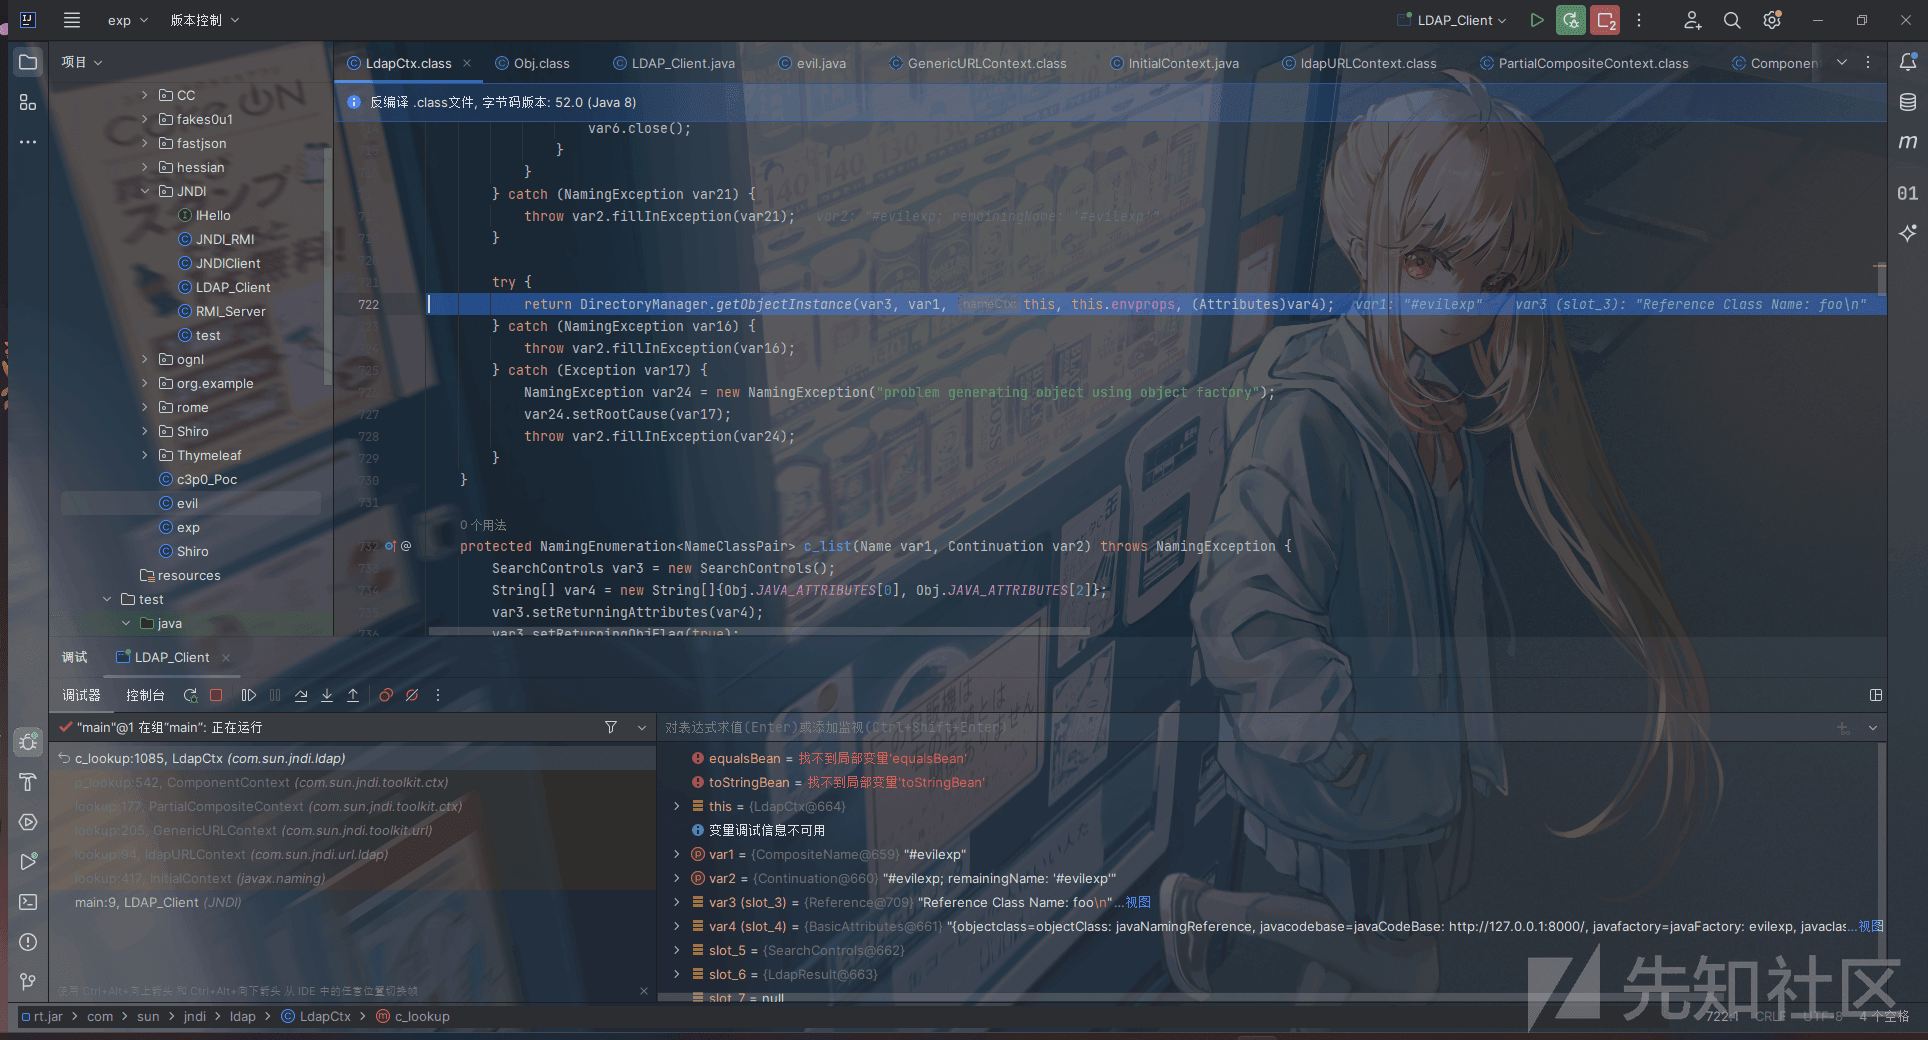 exp
版本控制
LDAP_Client
项目
LdapCtx.class
Obj.class
LDAP_Client.java
evil.java
GenericURLContext.class
InitialContext.java
ldapURLContext.class
PartialCompositeContext.class
Componen
反编译 .class文件, 字节码版本: 52.0 (Java 8)
CC
fakes0u1
fastjson
hessian
JNDI
IHello
JNDI_RMI
JNDIClient
LDAP_Client
RMI_Server
test
ognl
org.example
rome
Shiro
Thymeleaf
c3p0_Poc
evil
exp
Shiro
resources
test
java
var6.close();
}
}
} catch (NamingException var21) {
throw var2.fillInException(var21); var2: "#evilexp; remainingName: '#evilexp'"
}
try {
722 return DirectoryManager.getObjectInstance(var3, var1, nameCtx: this, this.envprops, (Attributes)var4); var1: "#evilexp" var3 (slot_3): "Reference Class Name: foo\n"
} catch (NamingException var16) {
throw var2.fillInException(var16);
725 } catch (Exception var17) {
NamingException var24 = new NamingException("problem generating object using object factory");
727 var24.setRootCause(var17);
728 throw var2.fillInException(var24);
729 }
730 }
731
0 个用法
732 protected NamingEnumeration<NameClassPair> c_list(Name var1, Continuation var2) throws NamingException {
SearchControls var3 = new SearchControls();
734 String[] var4 = new String[]{Obj.JAVA_ATTRIBUTES[0], Obj.JAVA_ATTRIBUTES[2]};
735 var3.setReturningAttributes(var4);
736 var3.setReturningObjFlag(true);
调试
LDAP_Client
调试器
控制台
"main"@1 在组"main": 正在运行
c_lookup:1085, LdapCtx (com.sun.jndi.ldap)
p_lookup:542, ComponentContext (com.sun.jndi.toolkit.ctx)
lookup:177, PartialCompositeContext (com.sun.jndi.toolkit.ctx)
lookup:205, GenericURLContext (com.sun.jndi.toolkit.url)
lookup:94, ldapURLContext (com.sun.jndi.url.ldap)
lookup:417, InitialContext (javax.naming)
main:9, LDAP_Client (JNDI)
使用 Ctrl+Alt+向上箭头 和 Ctrl+Alt+向下箭头 从 IDE 中的任意位置切换帧
对表达式求值(Enter)或添加监视(Ctrl+Shift+Enter)
equalsBean = 找不到局部变量'equalsBean'
toStringBean = 找不到局部变量'toStringBean'
this = {LdapCtx@664}
变量调试信息不可用
var1 = {CompositeName@659} "#evilexp"
var2 = {Continuation@660} "#evilexp; remainingName: '#evilexp'"
var3 (slot_3) = {Reference@709} "Reference Class Name: foo\n"...视图
var4 (slot_4) = {BasicAttributes@661} "{objectclass=objectClass: javaNamingReference, javacodebase=javaCodeBase: http://127.0.0.1:8000/, javafactory=javaFactory: evilexp, javaclas...视图
slot_5 = {SearchControls@662}
slot_6 = {LdapResult@663}
slot_7 = null
rt.jar
com
sun
jndi
ldap
LdapCtx
c_lookup
722:1
CRLF
UTF-8
4 个空格
先知社区